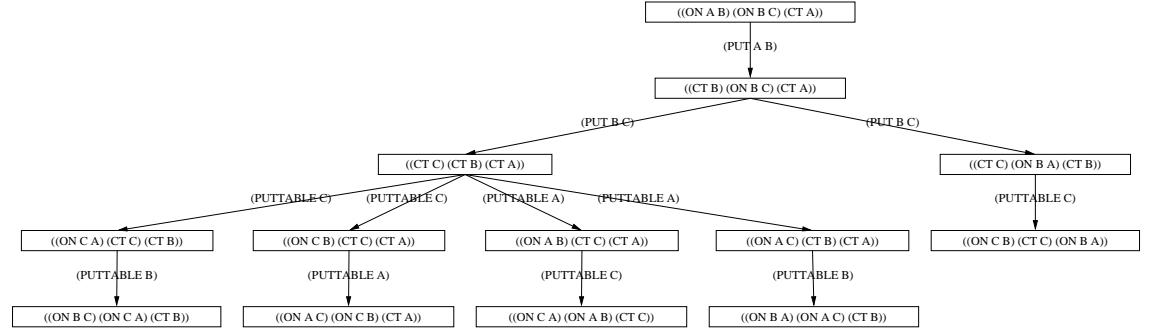 ((ON A B) (ON B C) (CT A))
(PUT A B)
((CT B) (ON B C) (CT A))
(PUT B C) (PUT B C)
((CT C) (CT B) (CT A)) ((CT C) (ON B A) (CT B))
(PUTTABLE C) (PUTTABLE C) (PUTTABLE A) (PUTTABLE A) (PUTTABLE C)
((ON C A) (CT C) (CT B)) ((ON C B) (CT C) (CT A)) ((ON A B) (CT C) (CT A)) ((ON A C) (CT B) (CT A)) ((ON C B) (CT C) (ON B A))
(PUTTABLE B) (PUTTABLE A) (PUTTABLE C) (PUTTABLE B)
((ON B C) (ON C A) (CT B)) ((ON A C) (ON C B) (CT A)) ((ON C A) (ON A B) (CT C)) ((ON B A) (ON A C) (CT B))